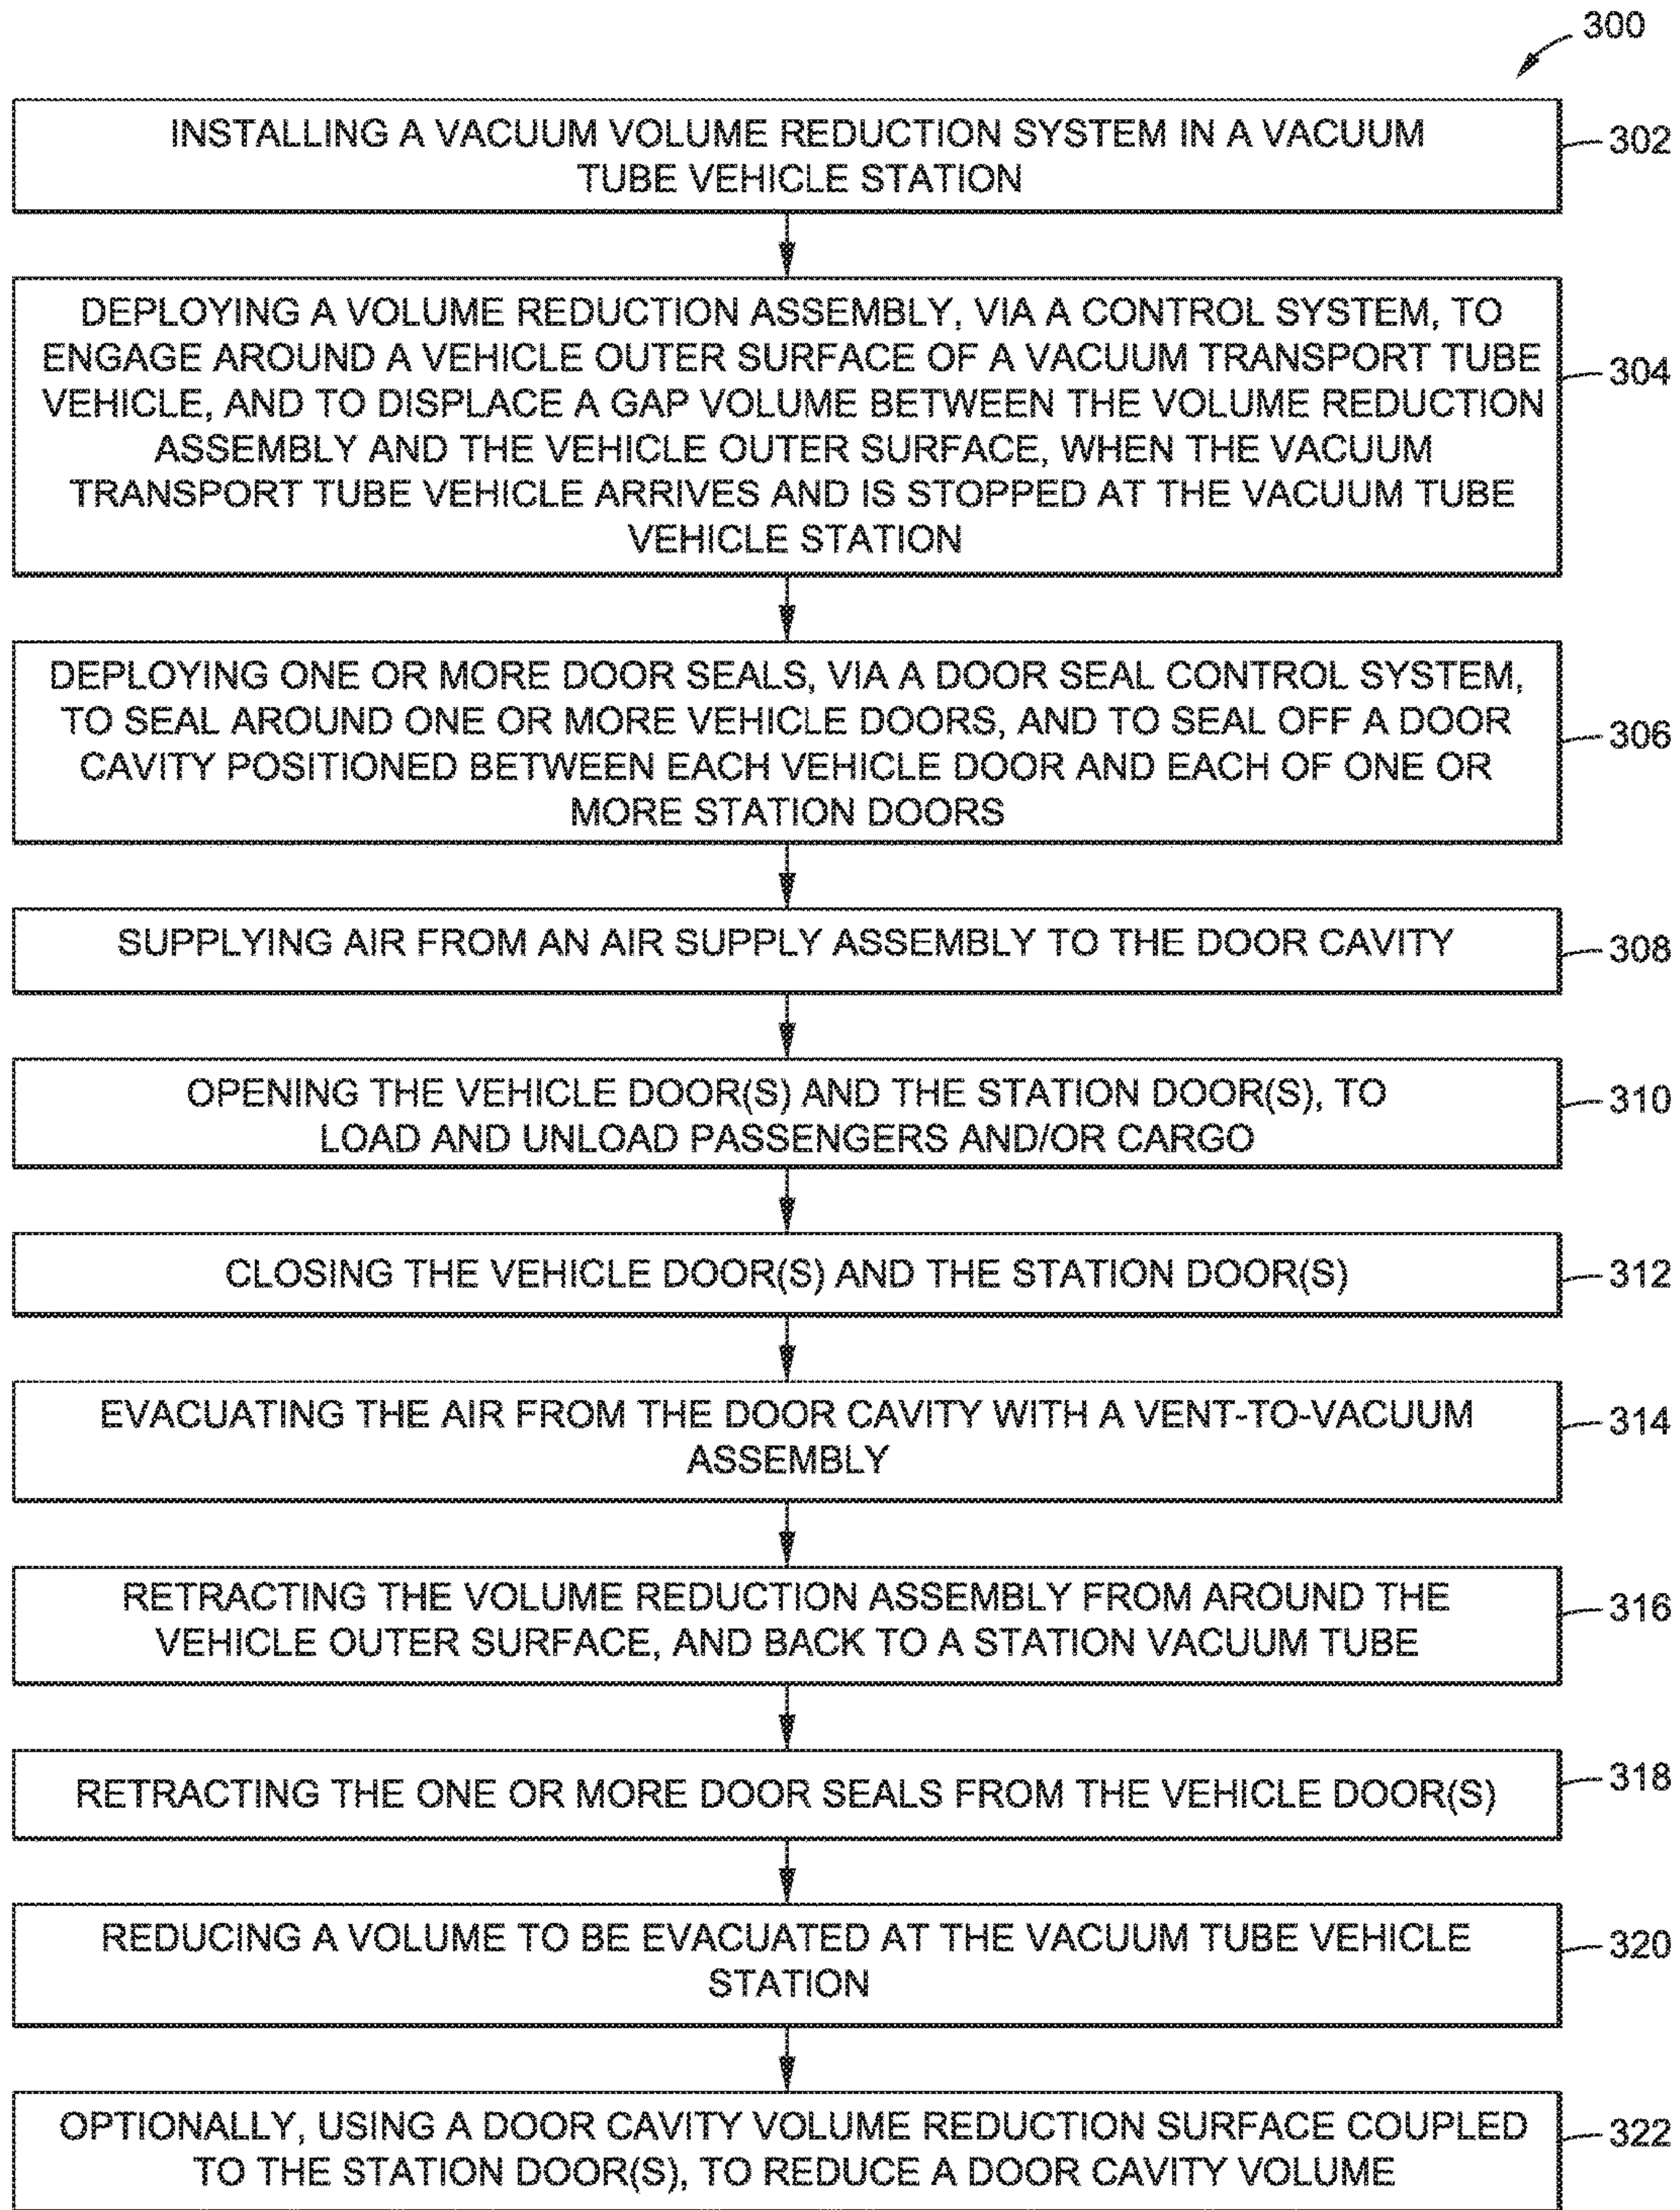 300
INSTALLING A VACUUM VOLUME REDUCTION SYSTEM IN A VACUUM
TUBE VEHICLE STATION
302
DEPLOYING A VOLUME REDUCTION ASSEMBLY, VIA A CONTROL SYSTEM, TO
ENGAGE AROUND A VEHICLE OUTER SURFACE OF A VACUUM TRANSPORT TUBE
VEHICLE, AND TO DISPLACE A GAP VOLUME BETWEEN THE VOLUME REDUCTION
ASSEMBLY AND THE VEHICLE OUTER SURFACE, WHEN THE VACUUM
TRANSPORT TUBE VEHICLE ARRIVES AND IS STOPPED AT THE VACUUM TUBE
VEHICLE STATION
304
DEPLOYING ONE OR MORE DOOR SEALS, VIA A DOOR SEAL CONTROL SYSTEM,
TO SEAL AROUND ONE OR MORE VEHICLE DOORS, AND TO SEAL OFF A DOOR
CAVITY POSITIONED BETWEEN EACH VEHICLE DOOR AND EACH OF ONE OR
MORE STATION DOORS
306
SUPPLYING AIR FROM AN AIR SUPPLY ASSEMBLY TO THE DOOR CAVITY
308
OPENING THE VEHICLE DOOR(S) AND THE STATION DOOR(S), TO
LOAD AND UNLOAD PASSENGERS AND/OR CARGO
310
CLOSING THE VEHICLE DOOR(S) AND THE STATION DOOR(S)
312
EVACUATING THE AIR FROM THE DOOR CAVITY WITH A VENT-TO-VACUUM
ASSEMBLY
314
RETRACTING THE VOLUME REDUCTION ASSEMBLY FROM AROUND THE
VEHICLE OUTER SURFACE, AND BACK TO A STATION VACUUM TUBE
316
RETRACTING THE ONE OR MORE DOOR SEALS FROM THE VEHICLE DOOR(S)
318
REDUCING A VOLUME TO BE EVACUATED AT THE VACUUM TUBE VEHICLE
STATION
320
OPTIONALLY, USING A DOOR CAVITY VOLUME REDUCTION SURFACE COUPLED
TO THE STATION DOOR(S), TO REDUCE A DOOR CAVITY VOLUME
322